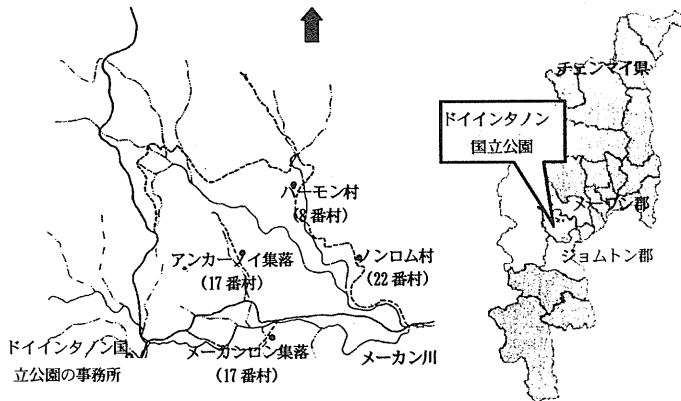 チェンマイ県
ドイインタノン
国立公園
パーモン村
(8番村)
メーワン郡
アンカーノイ集落
(17番村)
ノンロム村
(22番村)
ジョムトン郡
ドイインタノン国
立公園の事務所
メーカシロン集落
(17番村)
メーカン川